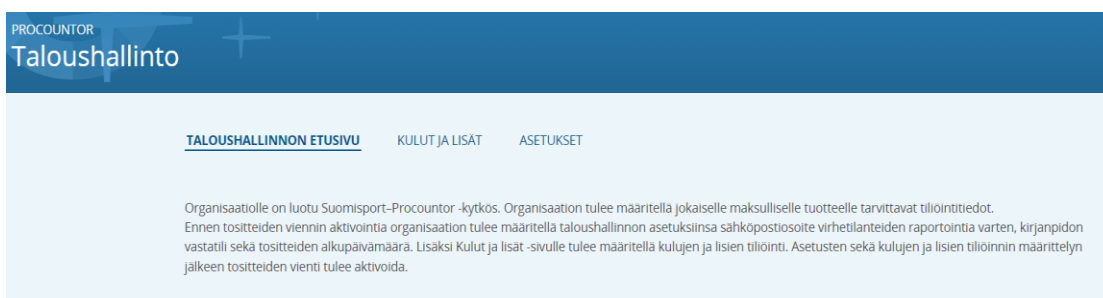 PROCOUNTOR
Taloushallinto
TALOUSHALLINNON ETUSIVU KULUT JA LISÄT ASETUKSET
Organisaatiolle on luotu Suomisport–Procountor -kytkös. Organisaation tulee määritellä jokaiselle maksulliselle tuotteelle tarvittavat tiliöintitiedot.
Ennen tositteiden viennin aktivointia organisaation tulee määritellä taloushallinnon asetuksiinsa sähköpostiosoite virhetilanteiden raportointia varten, kirjanpidon
vastatili sekä tositteiden alkupäivämäärä. Lisäksi Kulut ja lisät -sivulle tulee määritellä kulujen ja lisien tiliöinti. Asetusten sekä kulujen ja lisien tiliöinnin määrittelyn
jälkeen tositteiden vienti tulee aktivoida.